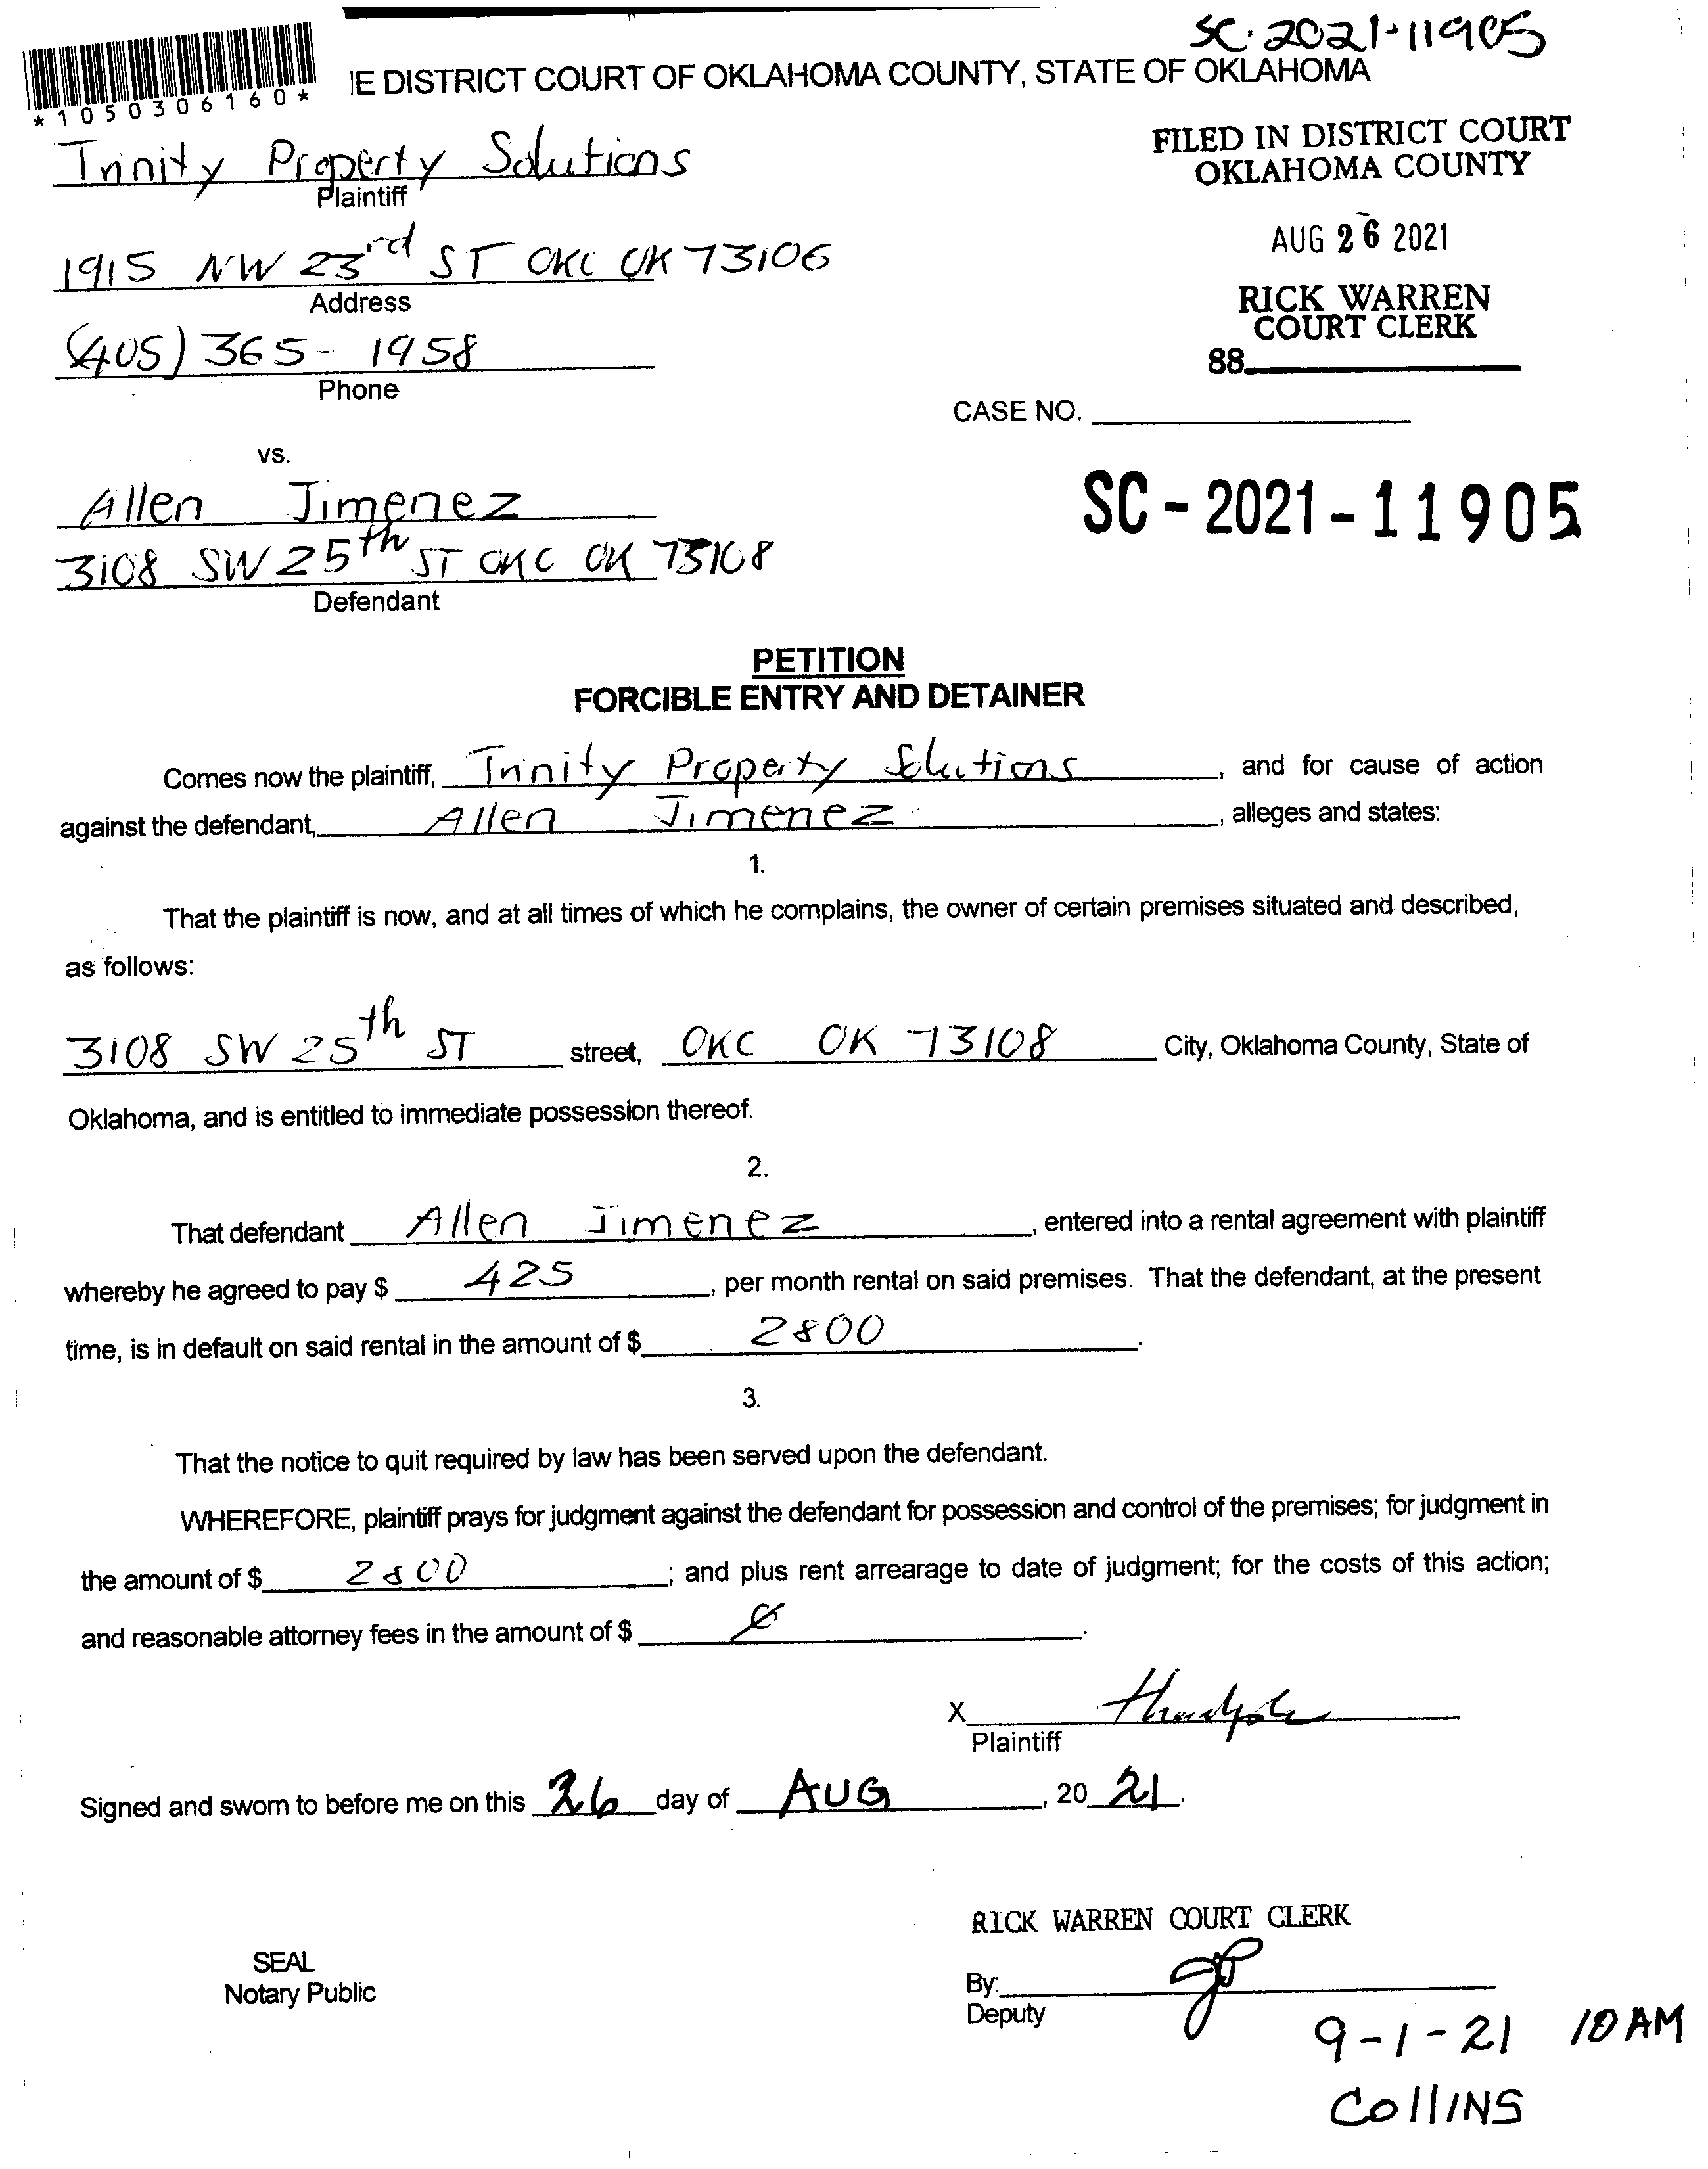 SC-2021-11905
*1050306160*
IE DISTRICT COURT OF OKLAHOMA COUNTY, STATE OF OKLAHOMA
Trinity Property Solutions
Plaintiff
FILED IN DISTRICT COURT
OKLAHOMA COUNTY
1915 NW 23rd ST OKC OK 73106
Address
AUG 26 2021
RICK WARREN
COURT CLERK
88
(405) 365-1958
Phone
CASE NO.
vs.
Allen Jimenez
3108 SW 25th ST OKC OK 73108
Defendant
SC-2021-11905
PETITION
FORCIBLE ENTRY AND DETAINER
Comes now the plaintiff, Trinity Property Solutions, and for cause of action
against the defendant, Allen Jimenez, alleges and states:
1.
That the plaintiff is now, and at all times of which he complains, the owner of certain premises situated and described,
as follows:
3108 SW 25th ST street, OKC OK 73108 City, Oklahoma County, State of
Oklahoma, and is entitled to immediate possession thereof.
2.
That defendant Allen Jimenez, entered into a rental agreement with plaintiff
whereby he agreed to pay $ 425, per month rental on said premises. That the defendant, at the present
time, is in default on said rental in the amount of $ 2800.
3.
That the notice to quit required by law has been served upon the defendant.
WHEREFORE, plaintiff prays for judgment against the defendant for possession and control of the premises; for judgment in
the amount of $ 2800; and plus rent arrearage to date of judgment; for the costs of this action;
and reasonable attorney fees in the amount of $ Ø.
X
Plaintiff
Signed and sworn to before me on this 26 day of AUG, 20 21.
RICK WARREN COURT CLERK
SEAL
Notary Public
By:
Deputy
9-1-21 10 AM
Collins